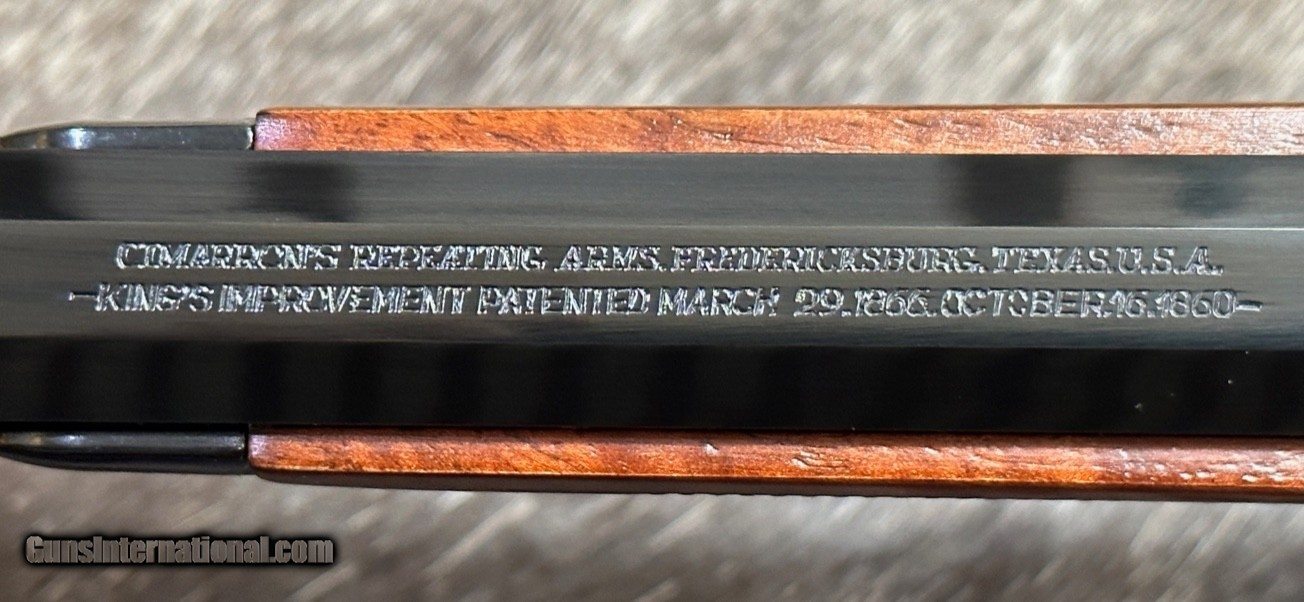 CIMARRON'S REPEATING ARMS. FREDERICKSBURG. TEXAS. U.S.A.
—KING'S IMPROVEMENT PATENTED MARCH 29.1866. OCTOBER.16.1860—
GunsInternational.com